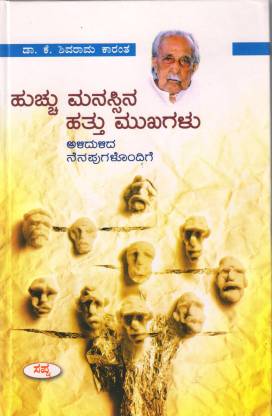 ಡಾ. ಕೆ. ಶಿವರಾಮ ಕಾರಂತ
ಹುಚ್ಚು ಮನಸ್ಸಿನ
ಹತ್ತು ಮುಖಗಳು
ಅಳಿದುಳಿದ
ನೆನಪುಗಳೊಂದಿಗೆ
ಸಪ್ನ